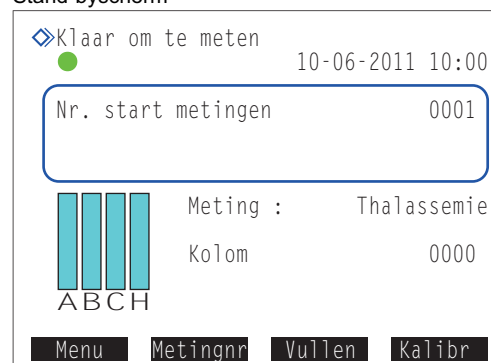 Klaar om te meten
10-06-2011 10:00
Nr. start metingen 0001
Meting : Thalassemie
Kolom 0000
ABCH
Menu Metingnr Vullen Kalibr